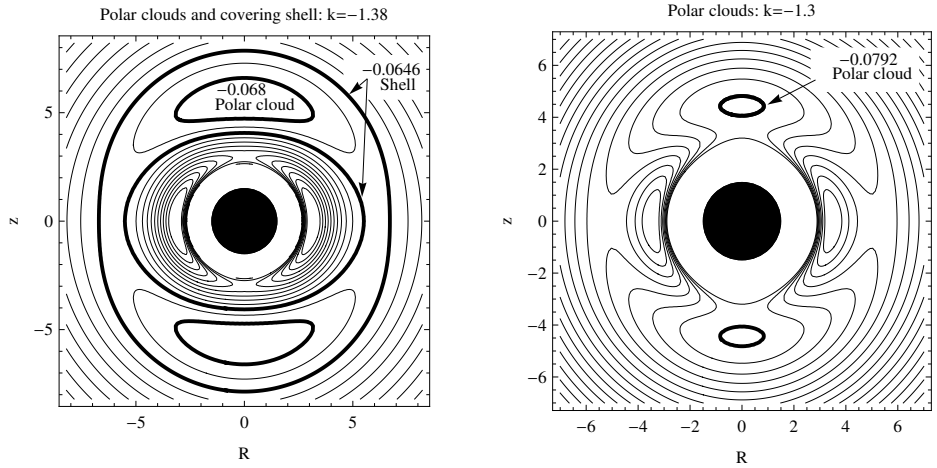 Polar clouds and covering shell: k=−1.38
−0.0646
Shell
−0.068
Polar cloud
5
0
−5
z
−5
0
5
R
Polar clouds: k=−1.3
−0.0792
Polar cloud
6
4
2
0
−2
−4
−6
z
−6
−4
−2
0
2
4
6
R